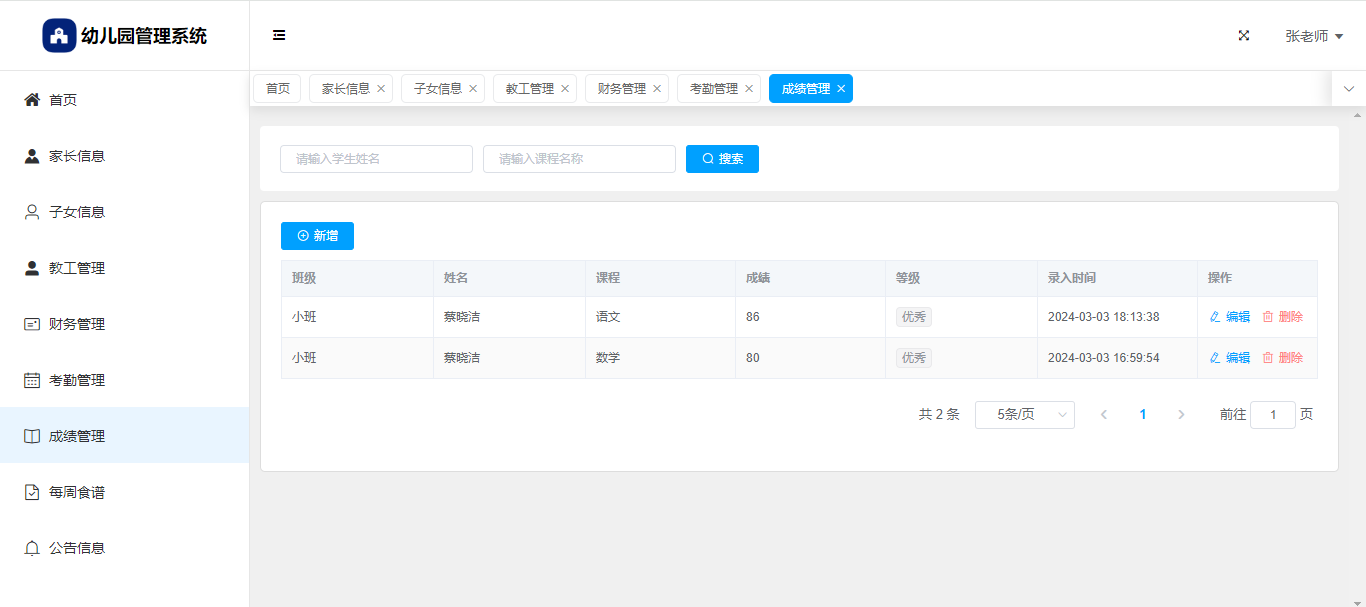 幼儿园管理系统
张老师
首页
家长信息
子女信息
教工管理
财务管理
考勤管理
成绩管理
每周食谱
公告信息
首页 家长信息 子女信息 教工管理 财务管理 考勤管理 成绩管理
请输入学生姓名 请输入课程名称 搜索
新增
班级 姓名 课程 成绩 等级 录入时间 操作
小班 蔡晓洁 语文 86 优秀 2024-03-03 18:13:38 编辑 删除
小班 蔡晓洁 数学 80 优秀 2024-03-03 16:59:54 编辑 删除
共 2 条 5条/页 1 前往 1 页